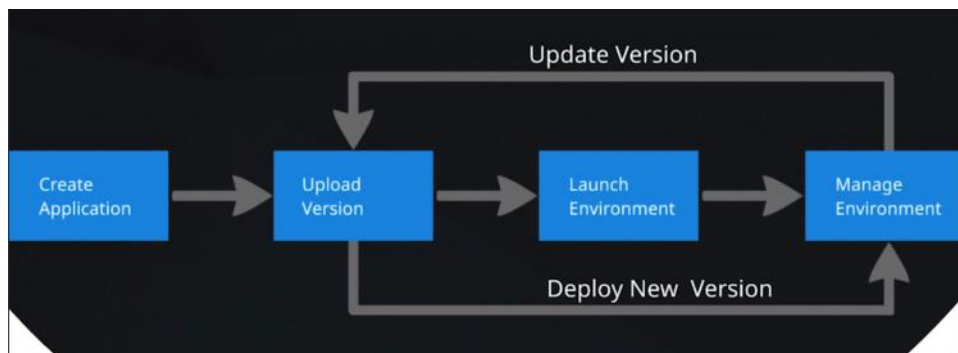 Update Version
Create
Application
Upload
Version
Launch
Environment
Manage
Environment
Deploy New Version